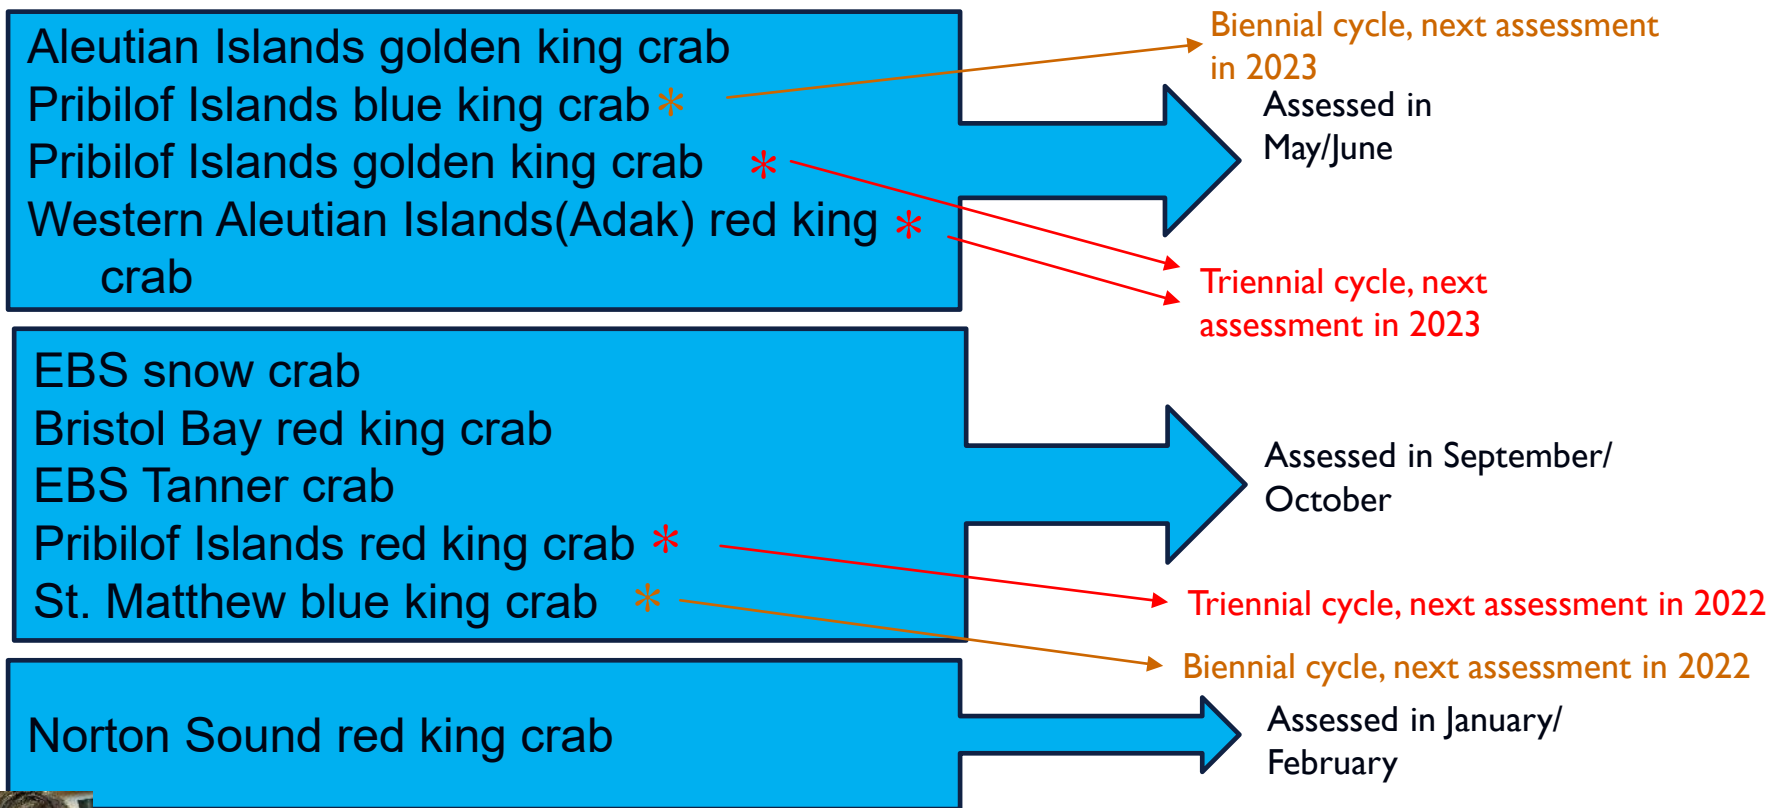 Aleutian Islands golden king crab
Pribilof Islands blue king crab*
Pribilof Islands golden king crab *
Western Aleutian Islands(Adak) red king *
crab
Biennial cycle, next assessment
in 2023
Assessed in
May/June
Triennial cycle, next
assessment in 2023
EBS snow crab
Bristol Bay red king crab
EBS Tanner crab
Pribilof Islands red king crab *
St. Matthew blue king crab *
Assessed in September/
October
Triennial cycle, next assessment in 2022
Biennial cycle, next assessment in 2022
Norton Sound red king crab
Assessed in January/
February